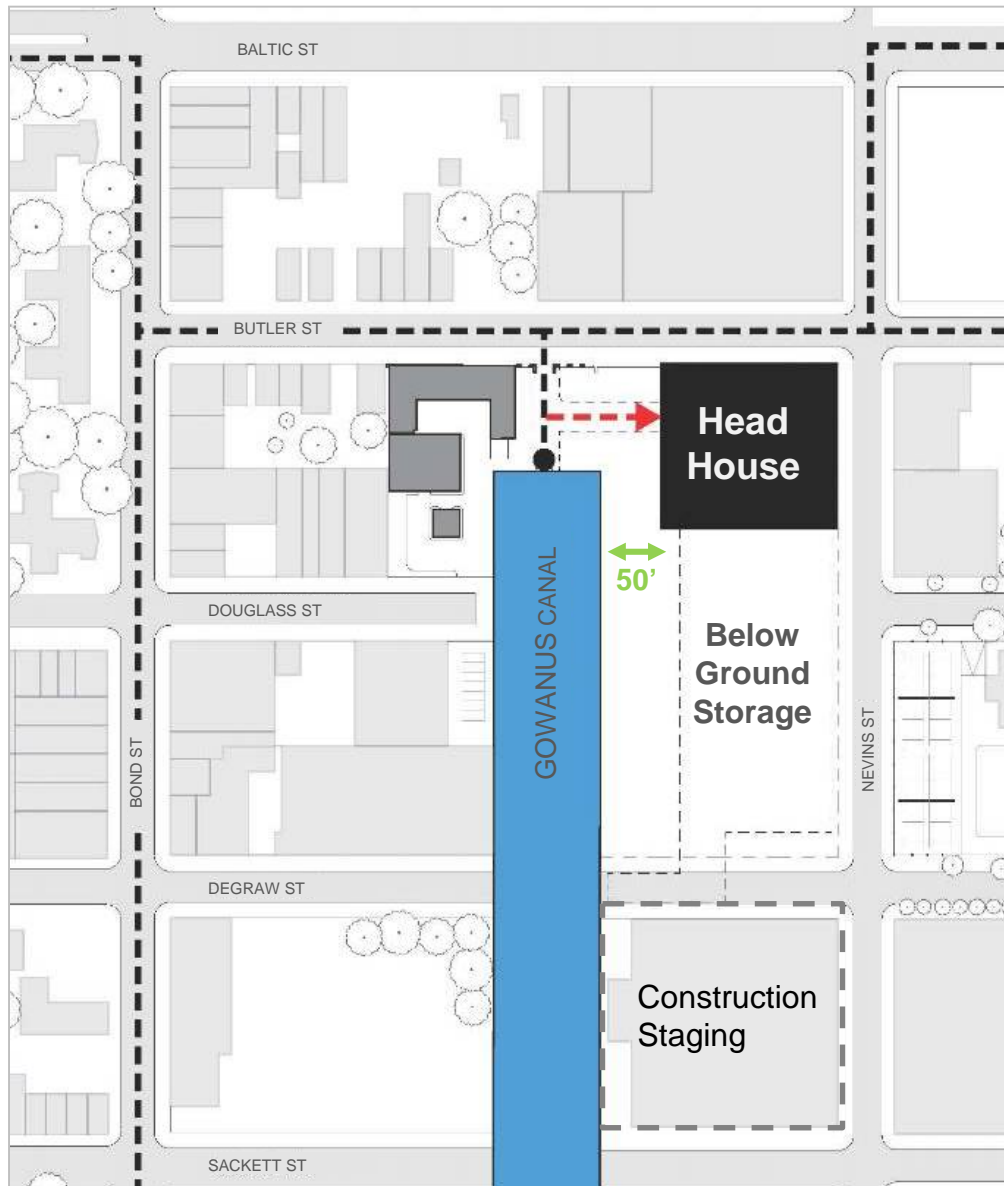 BALTIC ST
BUTLER ST
Head
House
GOWANUS CANAL
50’
DOUGLASS ST
Below
Ground
Storage
BOND ST
NEVINS ST
DEGRAW ST
Construction
Staging
SACKETT ST